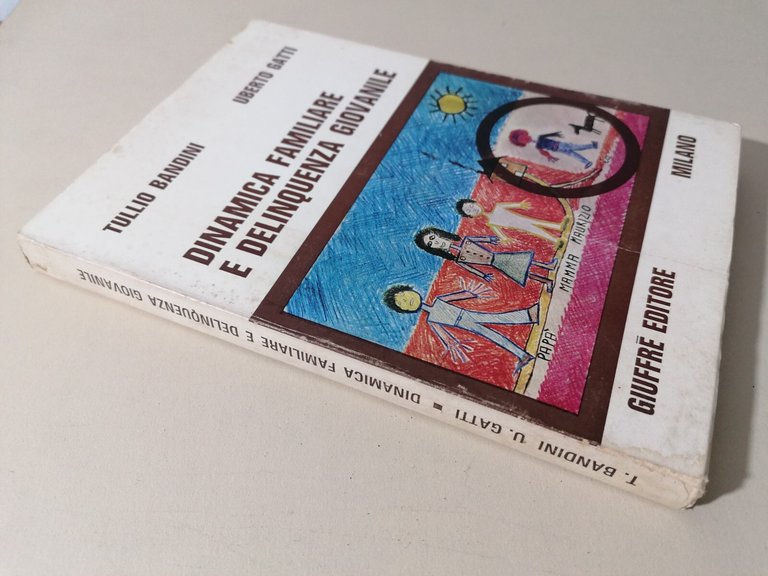 TULLIO BANDINI
UBERTO GATTI
DINAMICA FAMILIARE
E DELINQUENZA GIOVANILE
PAPÀ
MAMMA MAURIZIO
GIUFFRÈ EDITORE
MILANO
T. BANDINI U. GATTI ■ DINAMICA FAMILIARE E DELINQUENZA GIOVANILE